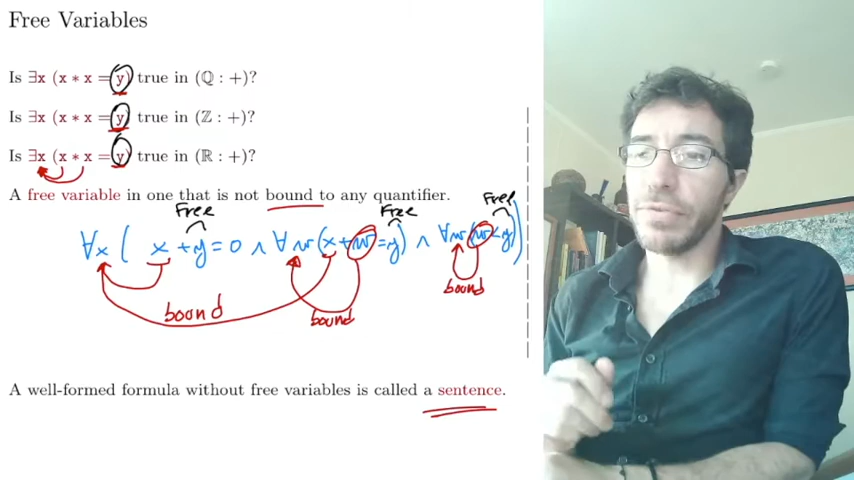 Free Variables
Is ∃x (x ∗ x = y) true in (ℚ : +)?
Is ∃x (x ∗ x = y) true in (ℤ : +)?
Is ∃x (x ∗ x = y) true in (ℝ : +)?
A free variable in one that is not bound to any quantifier.
Free Free Free
∀x ( x + y = 0 ∧ ∀w (x + w = y) ∧ ∀w (w < y))
bound bound bound
A well-formed formula without free variables is called a sentence.